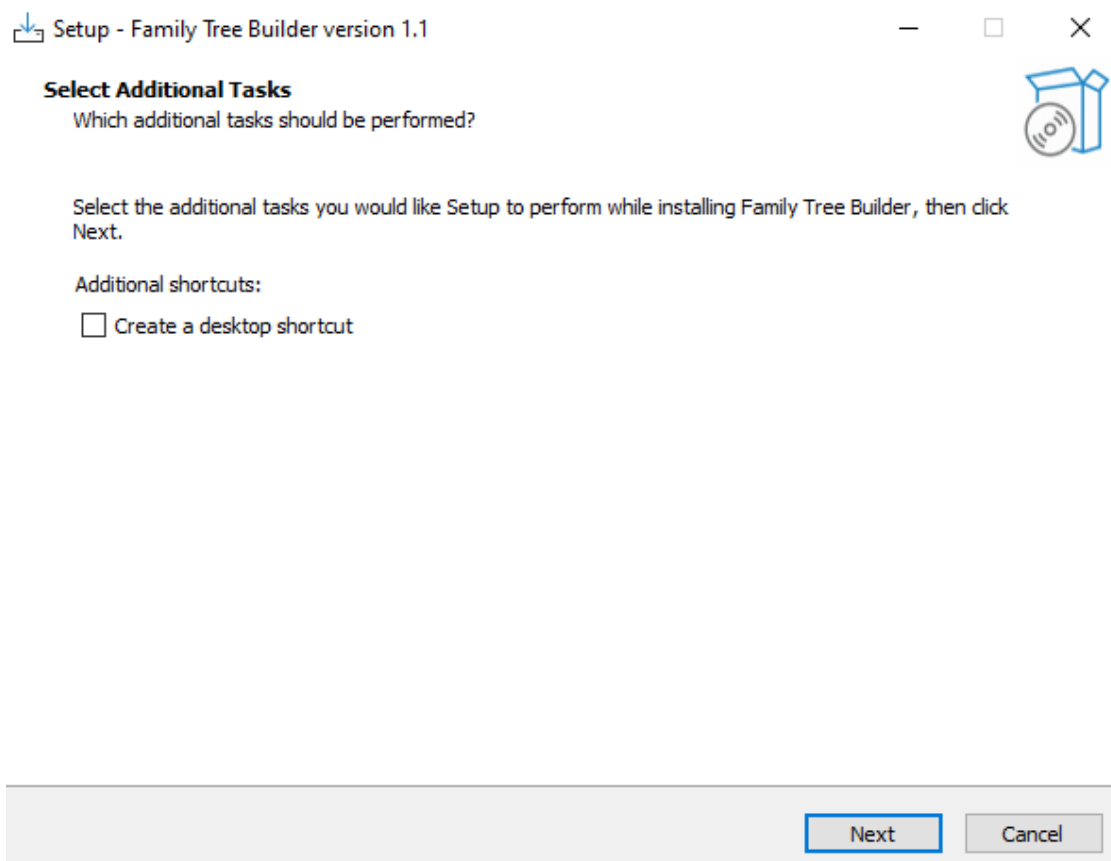 Setup - Family Tree Builder version 1.1
Select Additional Tasks
Which additional tasks should be performed?
Select the additional tasks you would like Setup to perform while installing Family Tree Builder, then click
Next.
Additional shortcuts:
Create a desktop shortcut
Next
Cancel